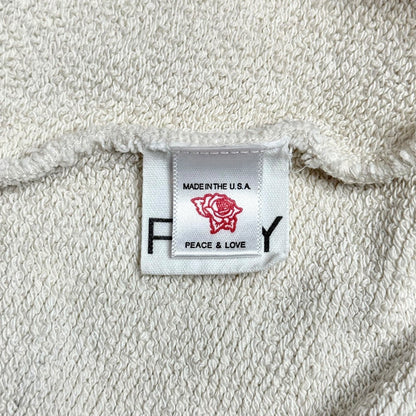 MADE IN THE U.S.A.
PEACE & LOVE